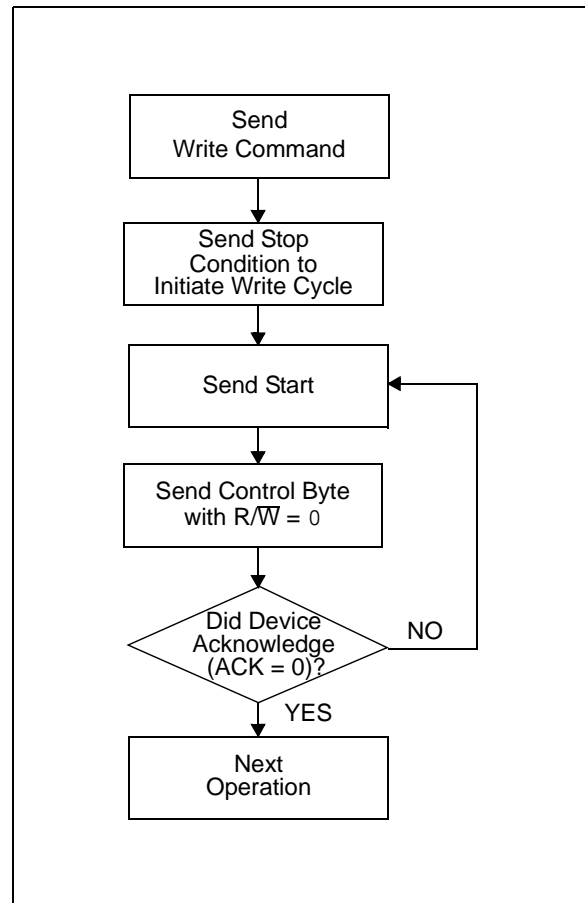 Send
Write Command
Send Stop
Condition to
Initiate Write Cycle
Send Start
Send Control Byte
with R/W̅ = 0
Did Device
Acknowledge
(ACK = 0)?
NO
YES
Next
Operation